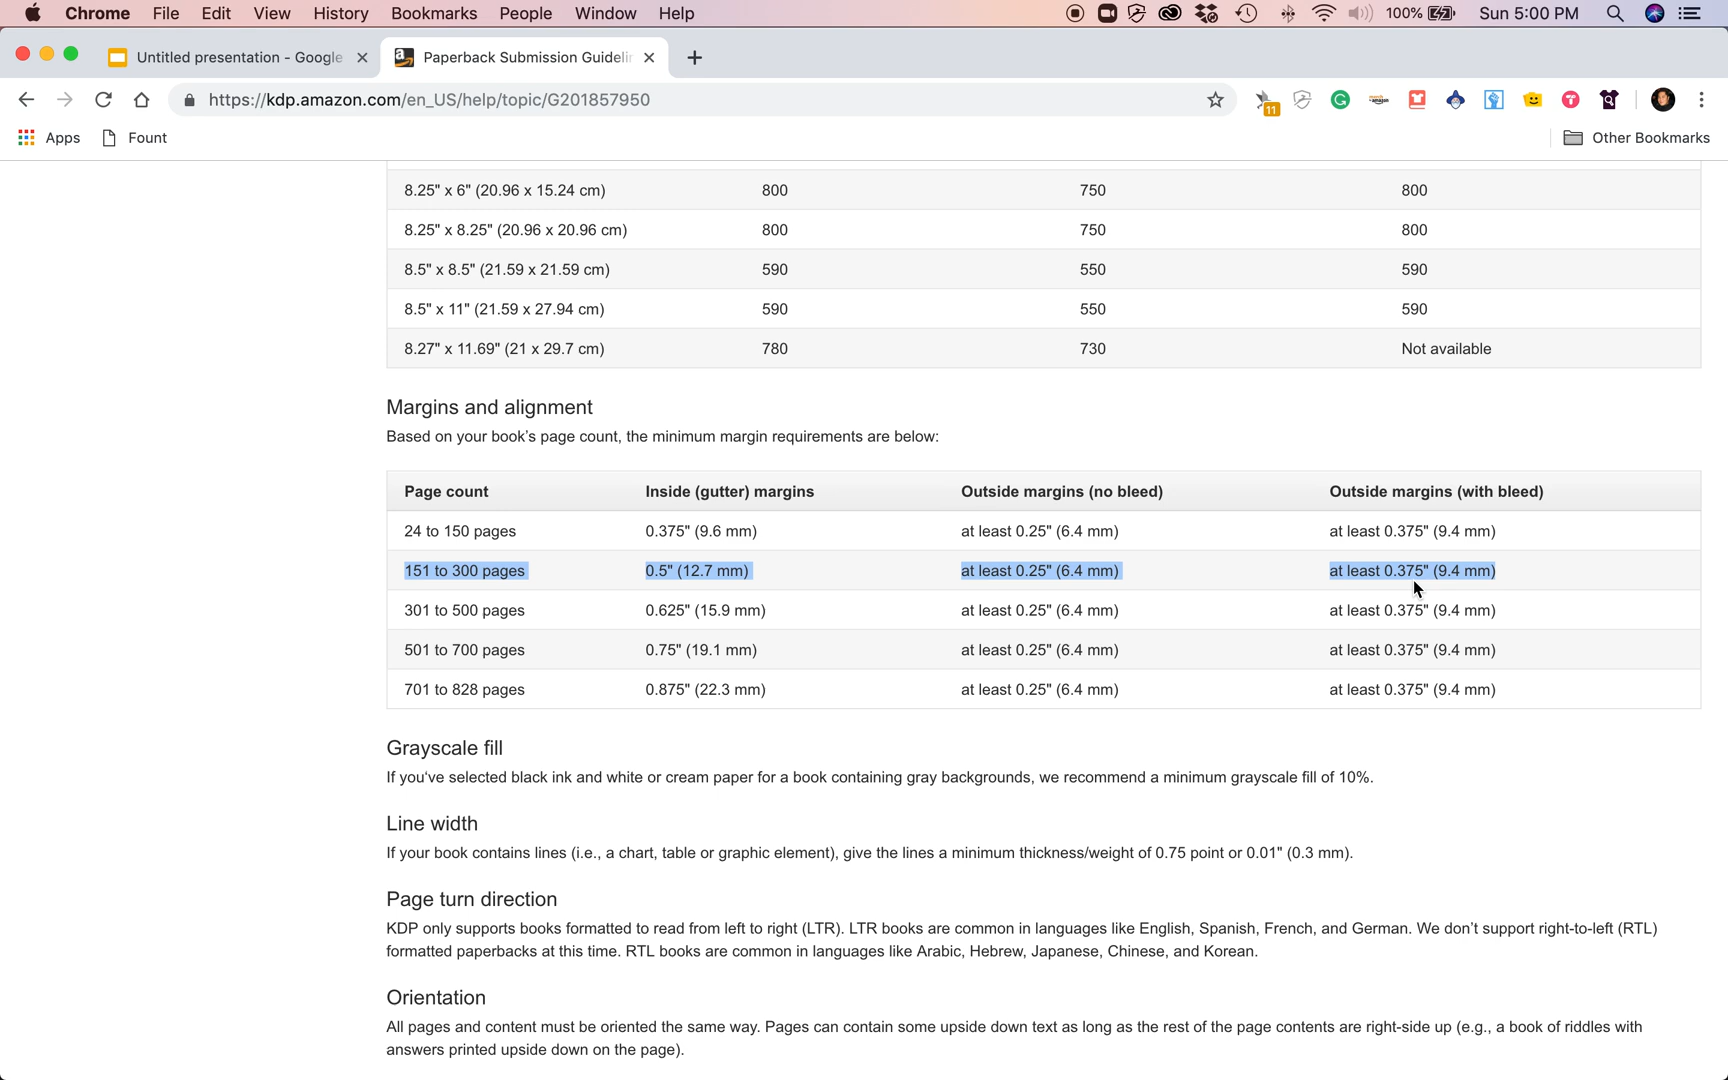 Chrome File Edit View History Bookmarks People Window Help 100% Sun 5:00 PM
Untitled presentation - Google Paperback Submission Guidelin
https://kdp.amazon.com/en_US/help/topic/G201857950 11
Apps Fount Other Bookmarks
8.25" x 6" (20.96 x 15.24 cm) 800 750 800
8.25" x 8.25" (20.96 x 20.96 cm) 800 750 800
8.5" x 8.5" (21.59 x 21.59 cm) 590 550 590
8.5" x 11" (21.59 x 27.94 cm) 590 550 590
8.27" x 11.69" (21 x 29.7 cm) 780 730 Not available
Margins and alignment
Based on your book's page count, the minimum margin requirements are below:
Page count Inside (gutter) margins Outside margins (no bleed) Outside margins (with bleed)
24 to 150 pages 0.375" (9.6 mm) at least 0.25" (6.4 mm) at least 0.375" (9.4 mm)
151 to 300 pages 0.5" (12.7 mm) at least 0.25" (6.4 mm) at least 0.375" (9.4 mm)
301 to 500 pages 0.625" (15.9 mm) at least 0.25" (6.4 mm) at least 0.375" (9.4 mm)
501 to 700 pages 0.75" (19.1 mm) at least 0.25" (6.4 mm) at least 0.375" (9.4 mm)
701 to 828 pages 0.875" (22.3 mm) at least 0.25" (6.4 mm) at least 0.375" (9.4 mm)
Grayscale fill
If you've selected black ink and white or cream paper for a book containing gray backgrounds, we recommend a minimum grayscale fill of 10%.
Line width
If your book contains lines (i.e., a chart, table or graphic element), give the lines a minimum thickness/weight of 0.75 point or 0.01" (0.3 mm).
Page turn direction
KDP only supports books formatted to read from left to right (LTR). LTR books are common in languages like English, Spanish, French, and German. We don't support right-to-left (RTL)
formatted paperbacks at this time. RTL books are common in languages like Arabic, Hebrew, Japanese, Chinese, and Korean.
Orientation
All pages and content must be oriented the same way. Pages can contain some upside down text as long as the rest of the page contents are right-side up (e.g., a book of riddles with
answers printed upside down on the page).